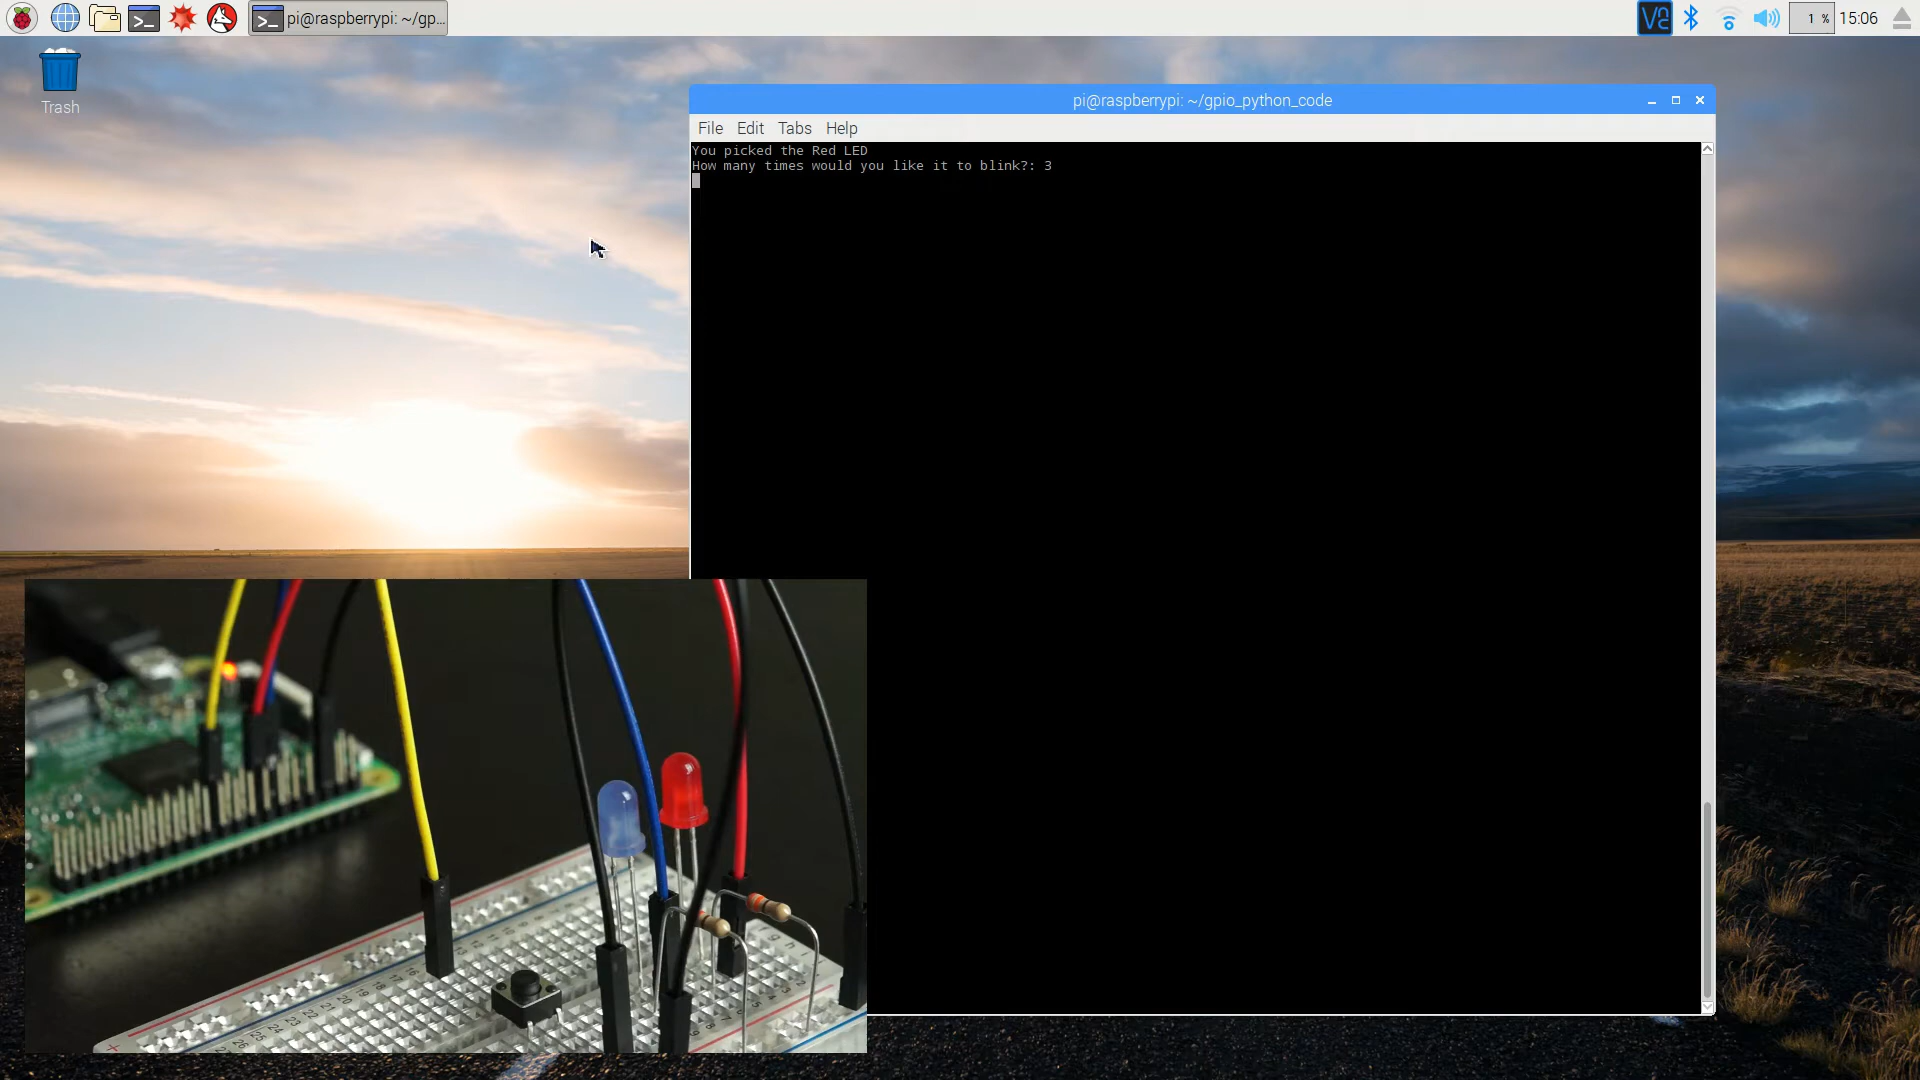 pi@raspberrypi: ~/gp...
1 %
15:06
Trash
pi@raspberrypi: ~/gpio_python_code
File Edit Tabs Help
You picked the Red LED
How many times would you like it to blink?: 3